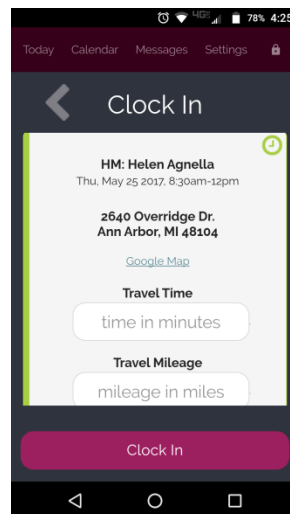 4GE 78% 4:25
Today Calendar Messages Settings
Clock In
HM: Helen Agnella
Thu, May 25 2017, 8:30am-12pm
2640 Overridge Dr.
Ann Arbor, MI 48104
Google Map
Travel Time
time in minutes
Travel Mileage
mileage in miles
Clock In